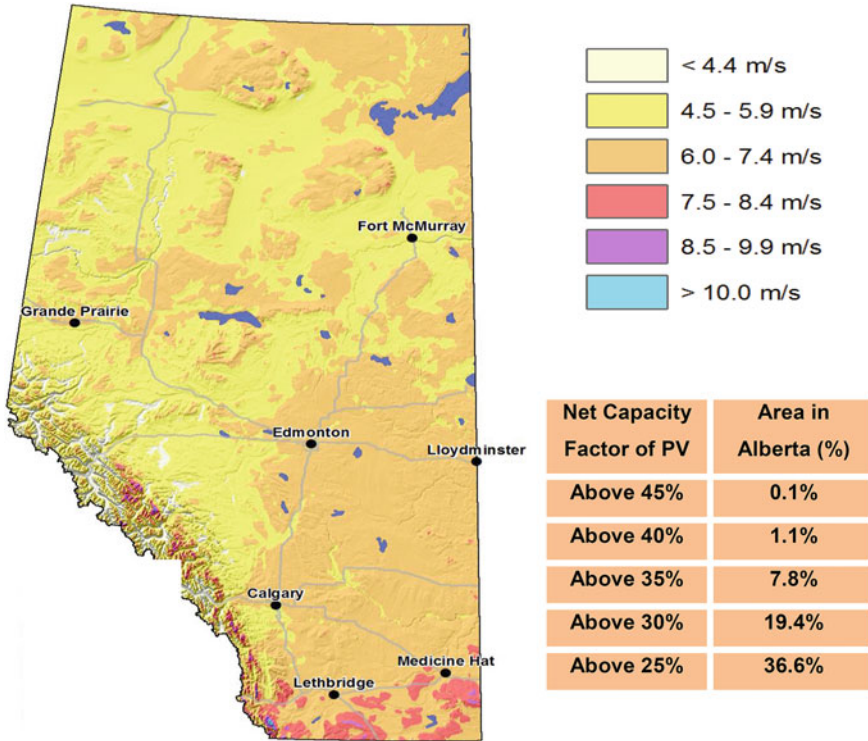 < 4.4 m/s
4.5 - 5.9 m/s
6.0 - 7.4 m/s
7.5 - 8.4 m/s
8.5 - 9.9 m/s
> 10.0 m/s
Fort McMurray
Grande Prairie
Edmonton
Lloydminster
Calgary
Medicine Hat
Lethbridge
Net Capacity Area in
Factor of PV Alberta (%)
Above 45% 0.1%
Above 40% 1.1%
Above 35% 7.8%
Above 30% 19.4%
Above 25% 36.6%